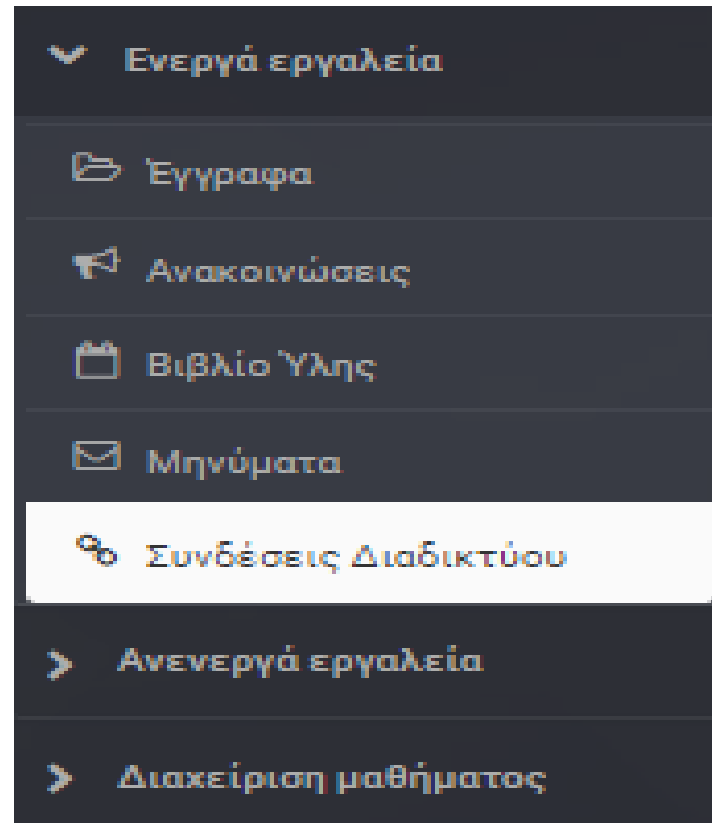 Ενεργά εργαλεία
Έγγραφα
Ανακοινώσεις
Βιβλίο Ύλης
Μηνύματα
Συνδέσεις Διαδικτύου
Ανενεργά εργαλεία
Διαχείριση μαθήματος